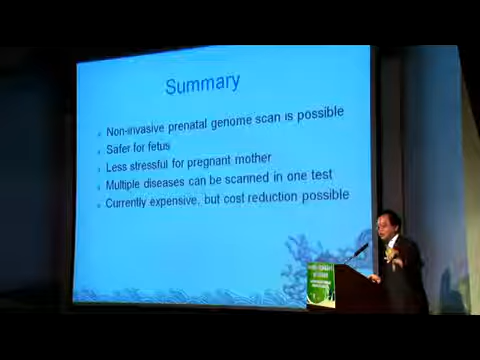 Summary
Non-invasive prenatal genome scan is possible
Safer for fetus
Less stressful for pregnant mother
Multiple diseases can be scanned in one test
Currently expensive, but cost reduction possible